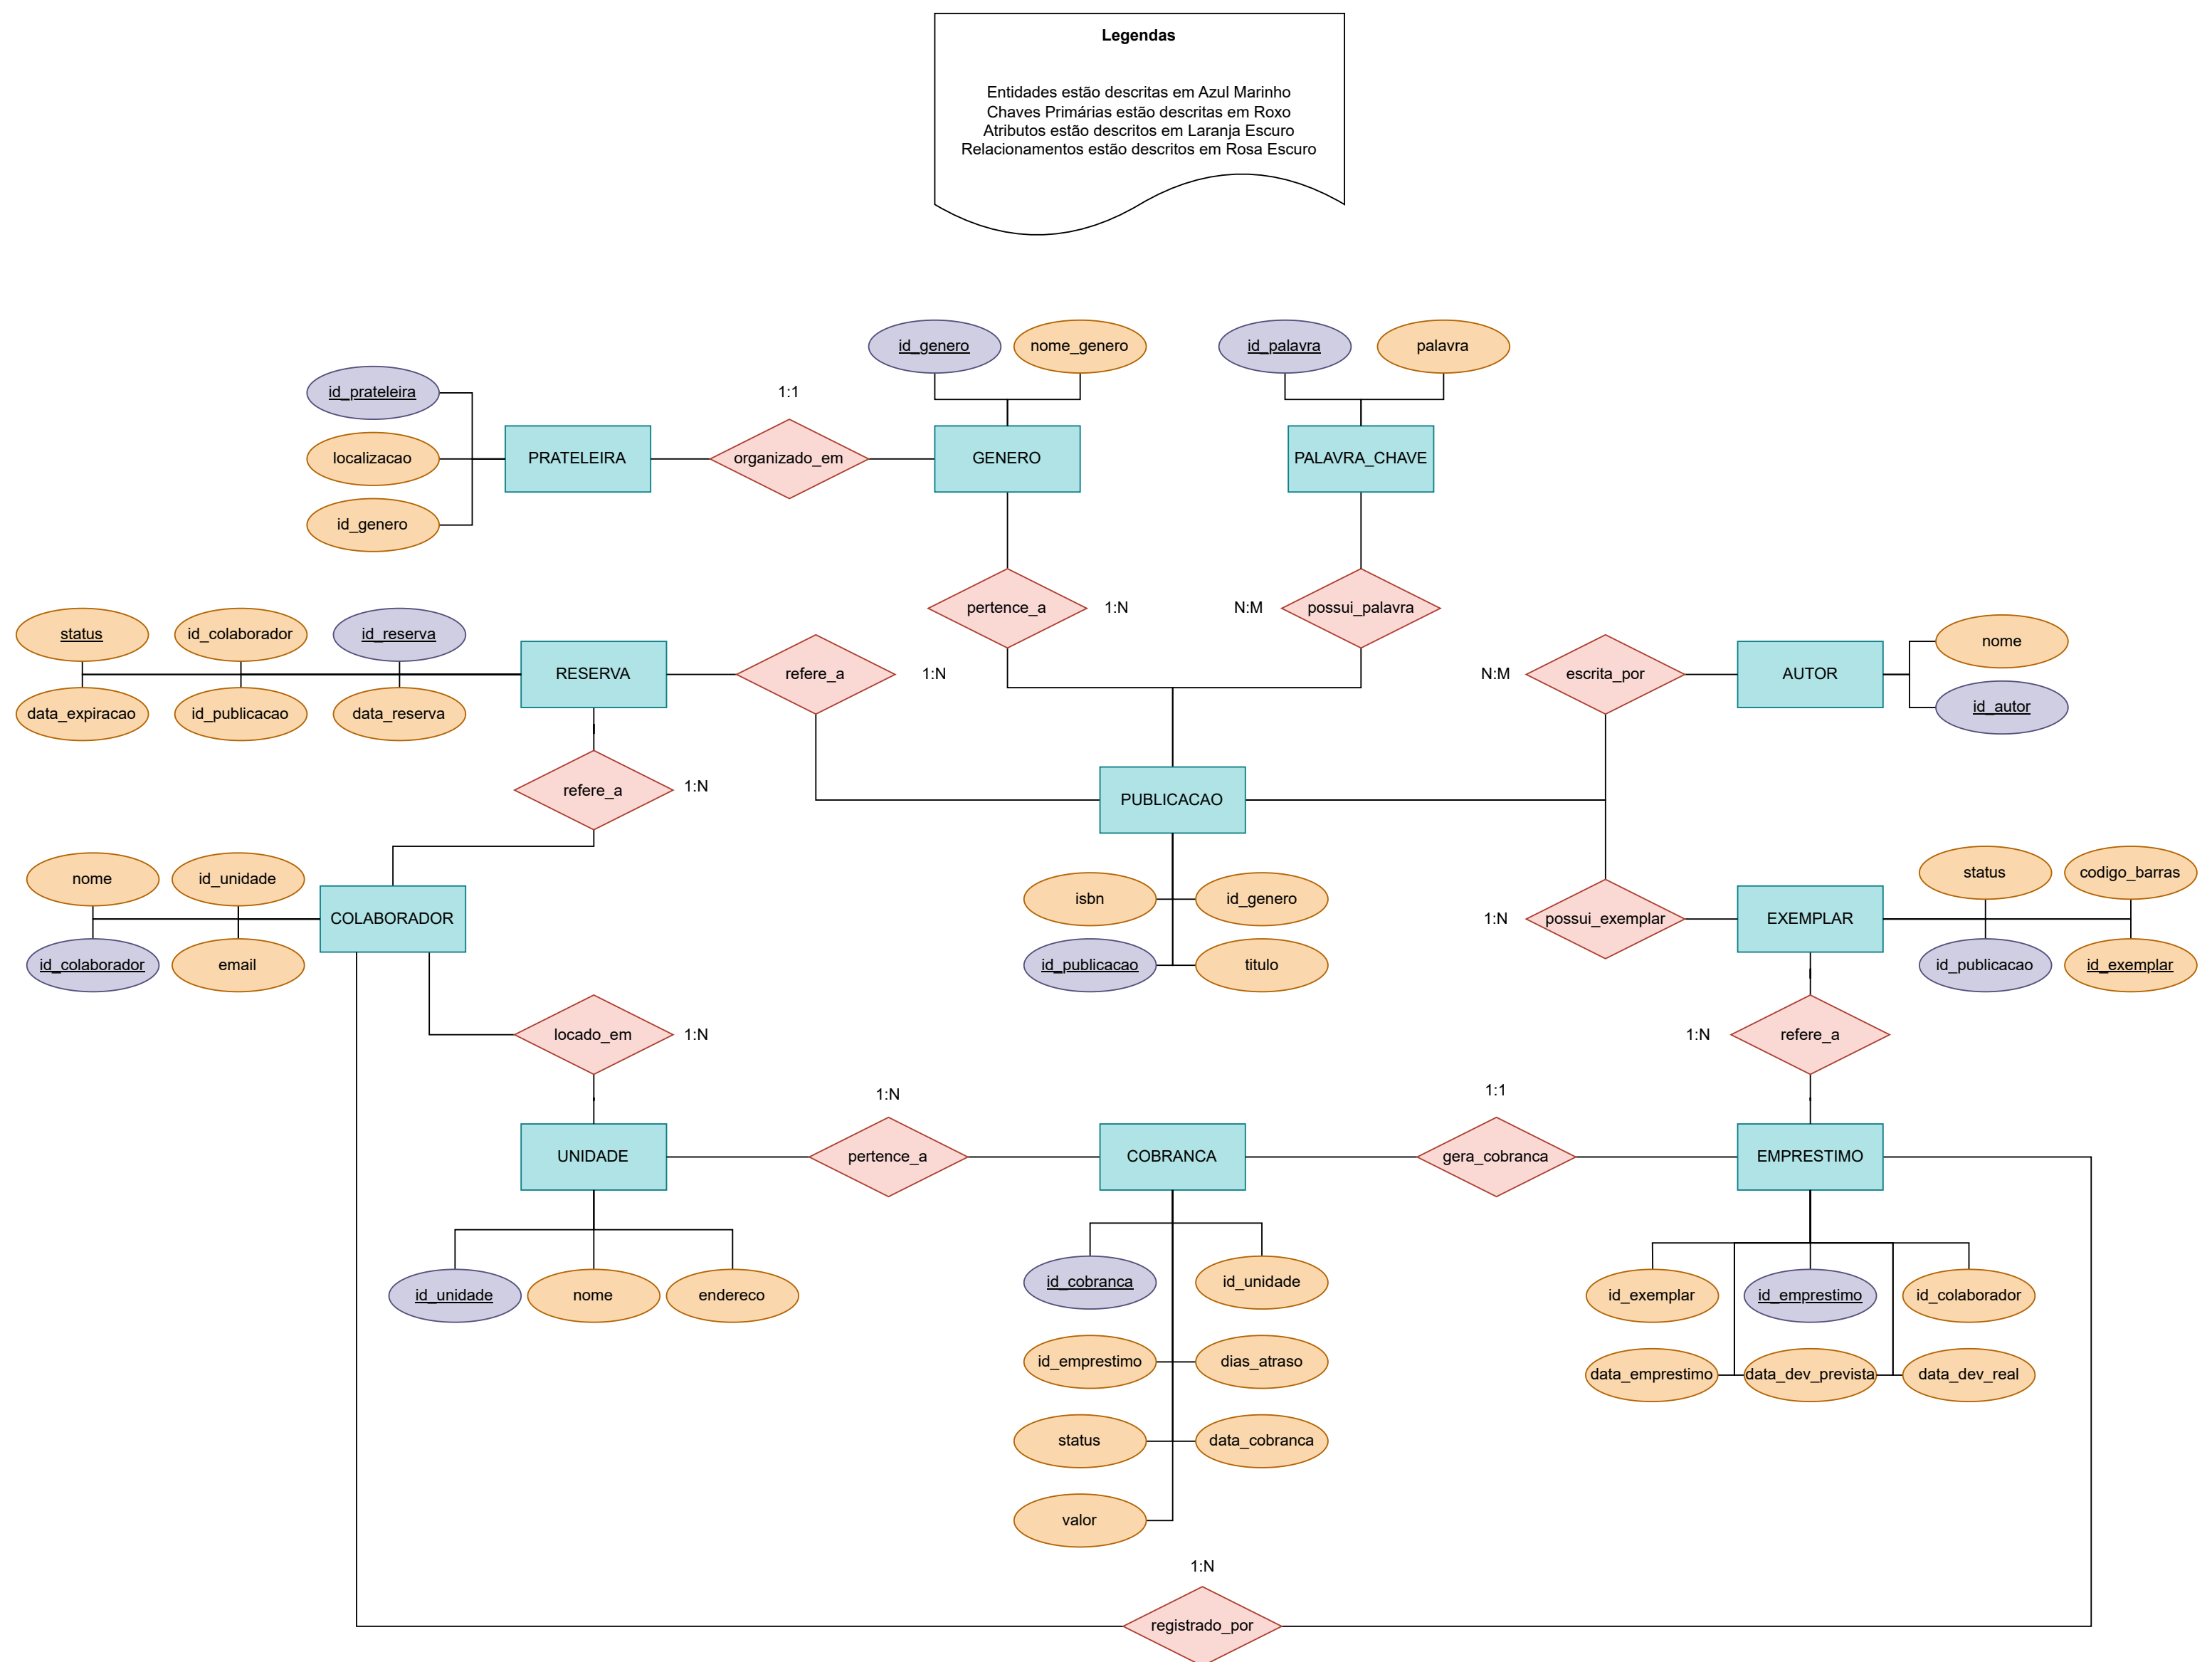 Legendas
Entidades estão descritas em Azul Marinho
Chaves Primárias estão descritas em Roxo
Atributos estão descritos em Laranja Escuro
Relacionamentos estão descritos em Rosa Escuro
id_genero
nome_genero
id_palavra
palavra
id_prateleira
1:1
localizacao
PRATELEIRA
organizado_em
GENERO
PALAVRA_CHAVE
id_genero
pertence_a
1:N
N:M
possui_palavra
status
id_colaborador
id_reserva
nome
RESERVA
refere_a
1:N
N:M
escrita_por
AUTOR
data_expiracao
id_publicacao
data_reserva
id_autor
refere_a
1:N
PUBLICACAO
nome
id_unidade
isbn
id_genero
status
codigo_barras
COLABORADOR
1:N
possui_exemplar
EXEMPLAR
id_colaborador
email
id_publicacao
titulo
id_publicacao
id_exemplar
locado_em
1:N
1:N
refere_a
1:N
1:1
UNIDADE
pertence_a
COBRANCA
gera_cobranca
EMPRESTIMO
id_unidade
nome
endereco
id_cobranca
id_unidade
id_exemplar
id_emprestimo
id_colaborador
id_emprestimo
dias_atraso
data_emprestimo
data_dev_prevista
data_dev_real
status
data_cobranca
valor
1:N
registrado_por